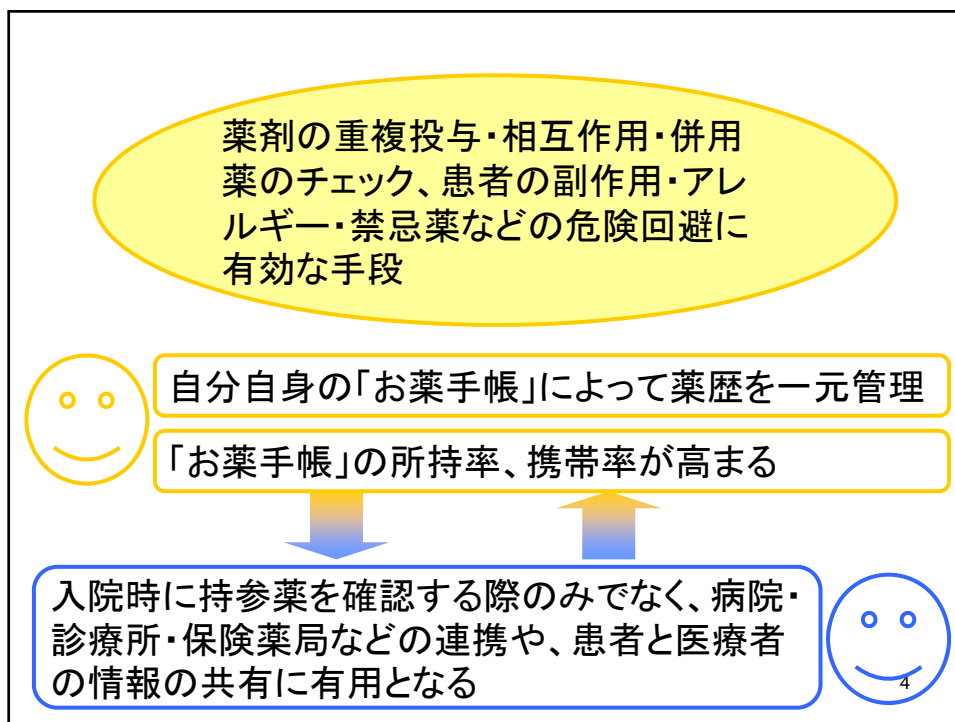 薬剤の重複投与・相互作用・併用
薬のチェック、患者の副作用・アレ
ルギー・禁忌薬などの危険回避に
有効な手段
自分自身の「お薬手帳」によって薬歴を一元管理
「お薬手帳」の所持率、携帯率が高まる
入院時に持参薬を確認する際のみでなく、病院・
診療所・保険薬局などの連携や、患者と医療者
の情報の共有に有用となる
4